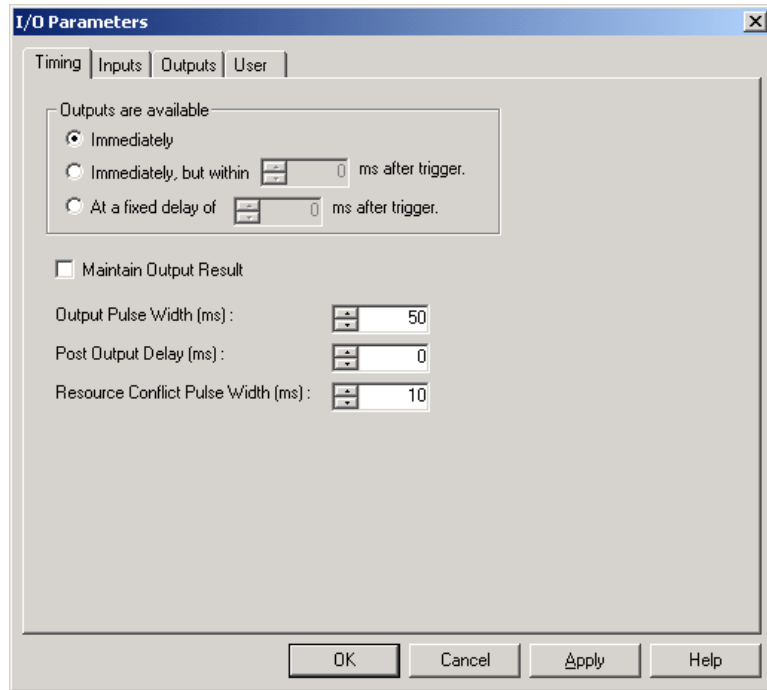 I/O Parameters
Timing Inputs Outputs User
Outputs are available
Immediately
Immediately, but within 0 ms after trigger.
At a fixed delay of 0 ms after trigger.
Maintain Output Result
Output Pulse Width (ms) : 50
Post Output Delay (ms) : 0
Resource Conflict Pulse Width (ms) : 10
OK Cancel Apply Help